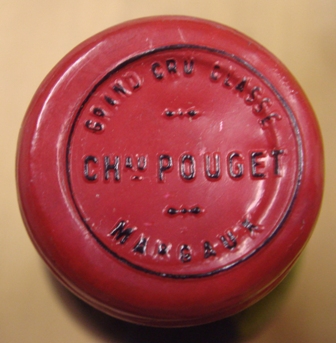 GRAND CRU CLASSÉ
CHAU POUGET
MARGAUX